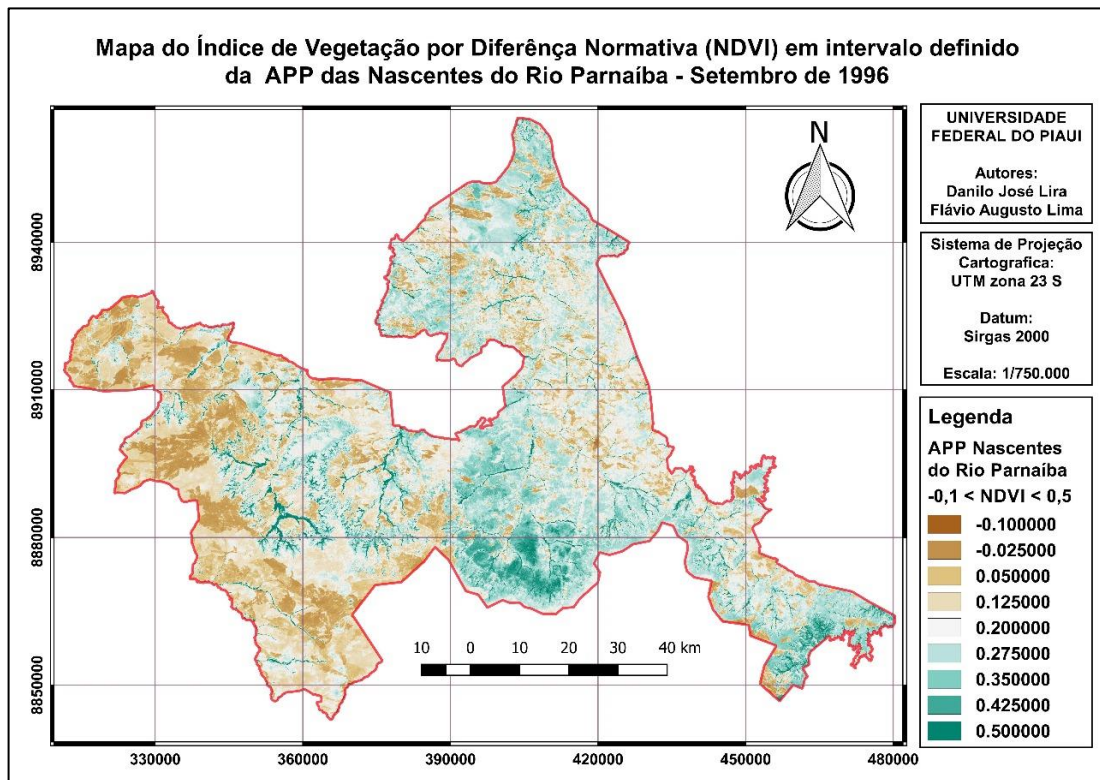 Mapa do Índice de Vegetação por Diferênça Normativa (NDVI) em intervalo definido
da APP das Nascentes do Rio Parnaíba - Setembro de 1996
N
UNIVERSIDADE
FEDERAL DO PIAUI
Autores:
Danilo José Lira
Flávio Augusto Lima
Sistema de Projeção
Cartografica:
UTM zona 23 S
Datum:
Sirgas 2000
Escala: 1/750.000
Legenda
APP Nascentes
do Rio Parnaíba
-0,1 < NDVI < 0,5
-0.100000
-0.025000
0.050000
0.125000
0.200000
0.275000
0.350000
0.425000
0.500000
8940000
8910000
8880000
8850000
10 0 10 20 30 40 km
330000 360000 390000 420000 450000 480000